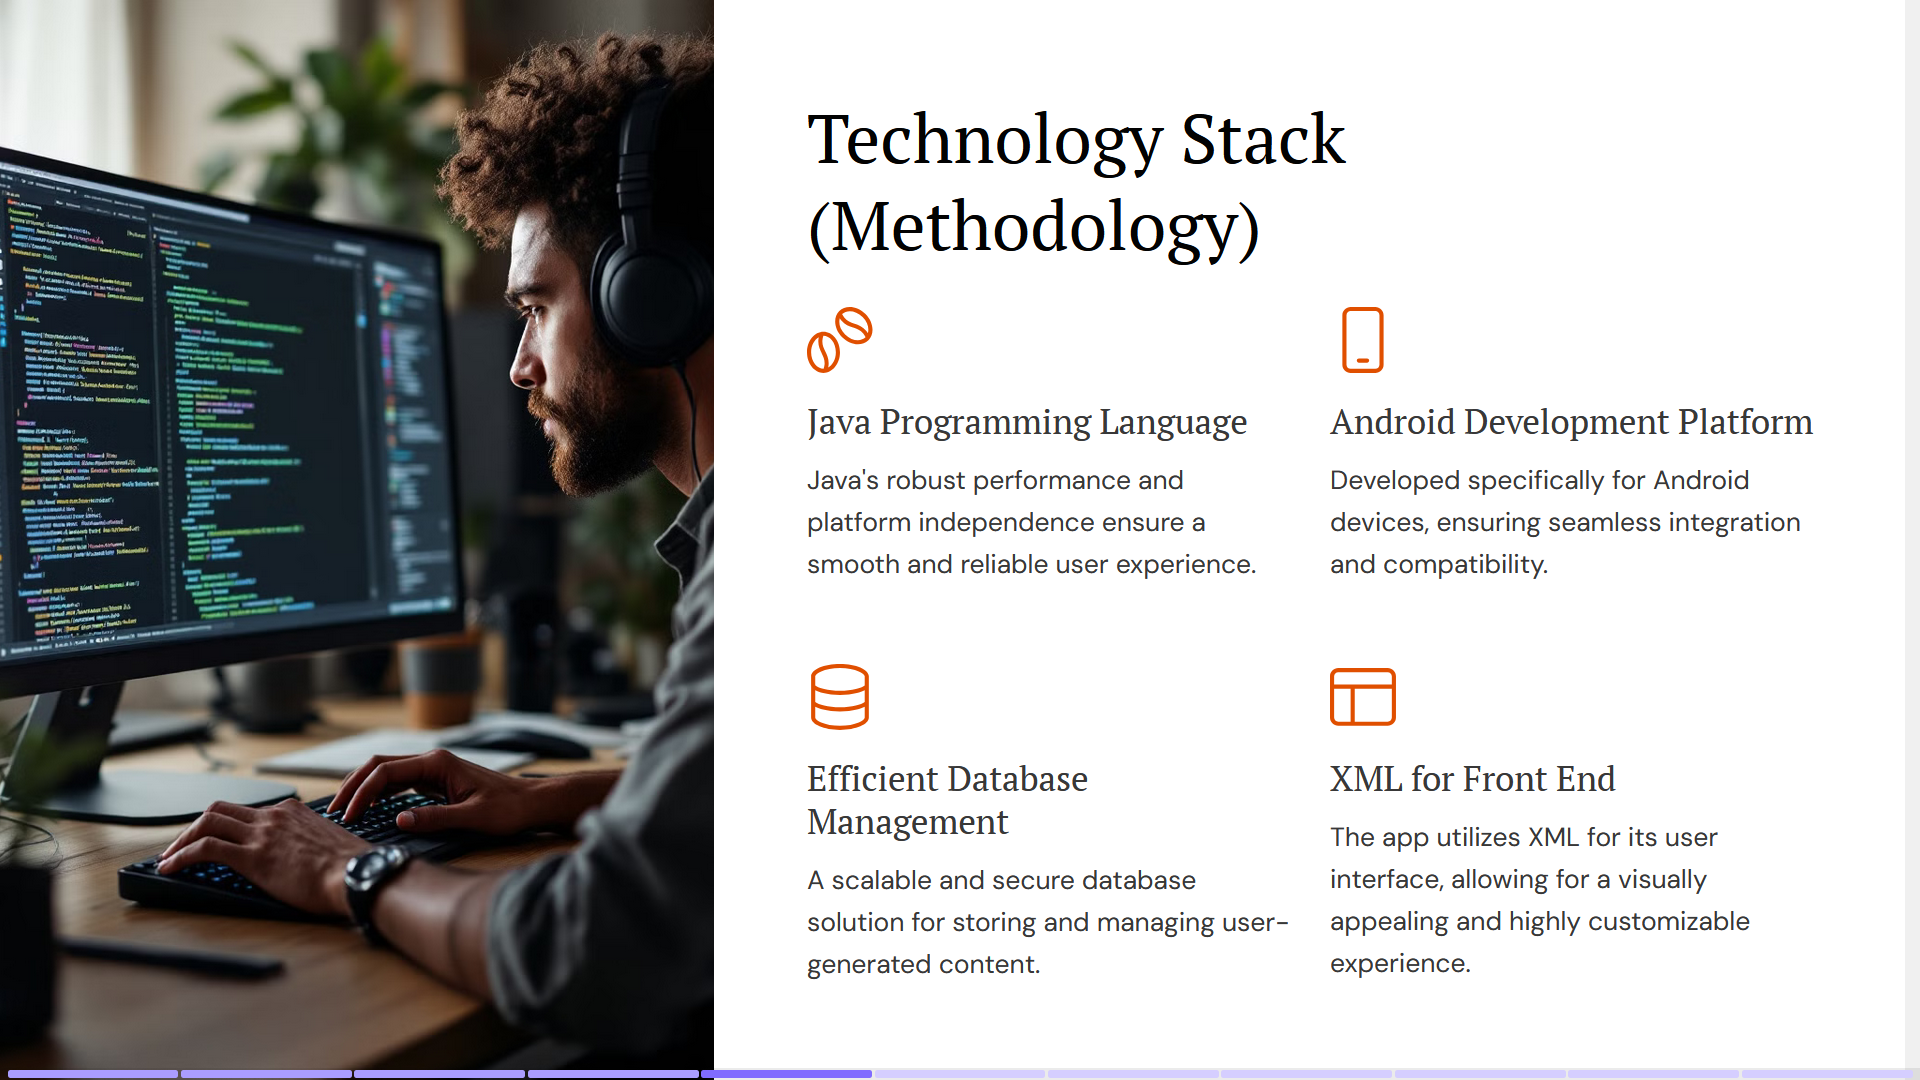 Technology Stack
(Methodology)
Java Programming Language
Java's robust performance and
platform independence ensure a
smooth and reliable user experience.
Android Development Platform
Developed specifically for Android
devices, ensuring seamless integration
and compatibility.
Efficient Database
Management
A scalable and secure database
solution for storing and managing user-
generated content.
XML for Front End
The app utilizes XML for its user
interface, allowing for a visually
appealing and highly customizable
experience.